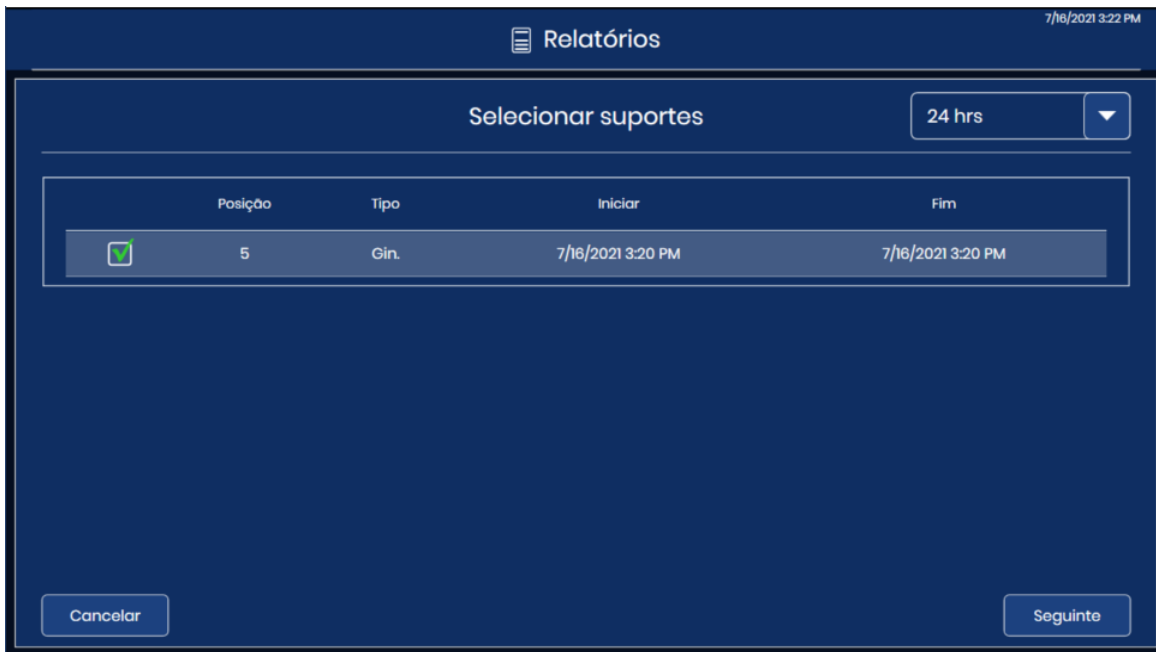 7/16/2021 3:22 PM
Relatórios
Selecionar suportes
24 hrs
Posição Tipo Iniciar Fim
5 Gin. 7/16/2021 3:20 PM 7/16/2021 3:20 PM
Cancelar Seguinte